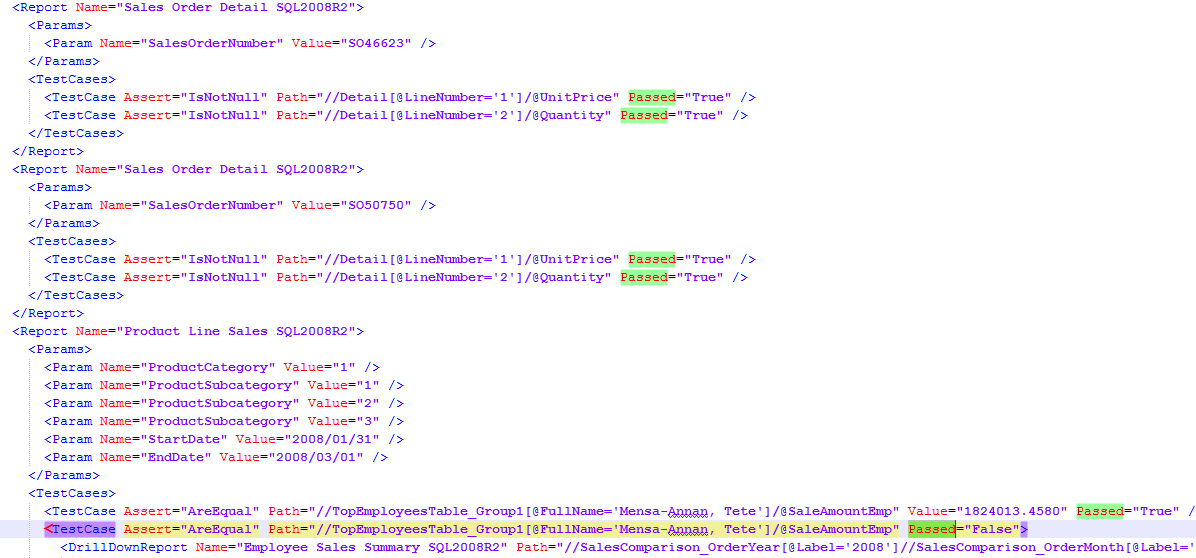 <Report Name="Sales Order Detail SQL2008R2">
<Params>
<Param Name="SalesOrderNumber" Value="SO46623" />
</Params>
<TestCases>
<TestCase Assert="IsNotNull" Path="//Detail[@LineNumber='1']/@UnitPrice" Passed="True" />
<TestCase Assert="IsNotNull" Path="//Detail[@LineNumber='2']/@Quantity" Passed="True" />
</TestCases>
</Report>
<Report Name="Sales Order Detail SQL2008R2">
<Params>
<Param Name="SalesOrderNumber" Value="SO50750" />
</Params>
<TestCases>
<TestCase Assert="IsNotNull" Path="//Detail[@LineNumber='1']/@UnitPrice" Passed="True" />
<TestCase Assert="IsNotNull" Path="//Detail[@LineNumber='2']/@Quantity" Passed="True" />
</TestCases>
</Report>
<Report Name="Product Line Sales SQL2008R2">
<Params>
<Param Name="ProductCategory" Value="1" />
<Param Name="ProductSubcategory" Value="1" />
<Param Name="ProductSubcategory" Value="2" />
<Param Name="ProductSubcategory" Value="3" />
<Param Name="StartDate" Value="2008/01/31" />
<Param Name="EndDate" Value="2008/03/01" />
</Params>
<TestCases>
<TestCase Assert="AreEqual" Path="//TopEmployeesTable_Group1[@FullName='Mensa-Annan, Tete']/@SaleAmountEmp" Value="1824013.4580" Passed="True" /
<TestCase Assert="AreEqual" Path="//TopEmployeesTable_Group1[@FullName='Mensa-Annan, Tete']/@SaleAmountEmp" Passed="False">
<DrillDownReport Name="Employee Sales Summary SQL2008R2" Path="//SalesComparison_OrderYear[@Label='2008']//SalesComparison_OrderMonth[@Label='